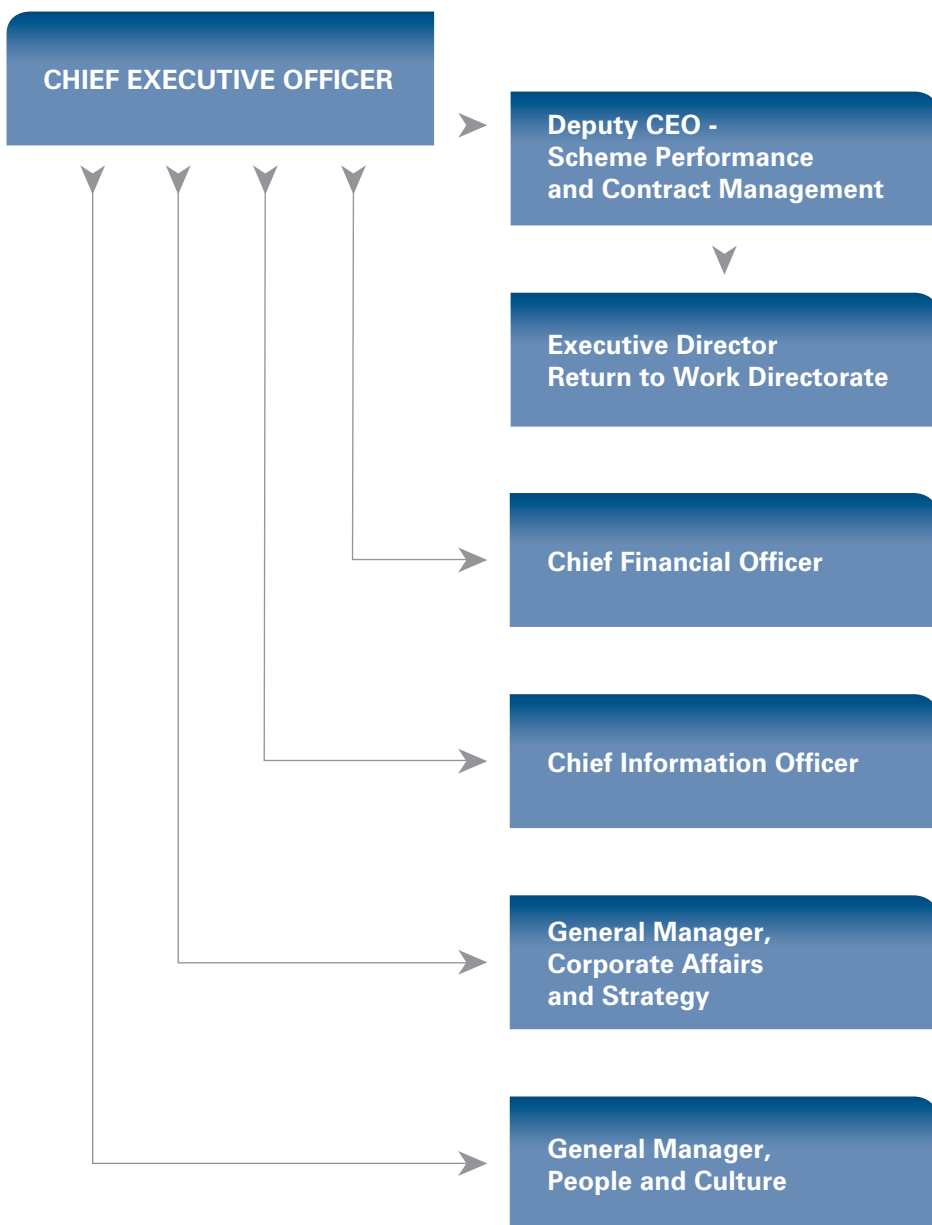 CHIEF EXECUTIVE OFFICER
Deputy CEO -
Scheme Performance
and Contract Management
Executive Director
Return to Work Directorate
Chief Financial Officer
Chief Information Officer
General Manager,
Corporate Affairs
and Strategy
General Manager,
People and Culture